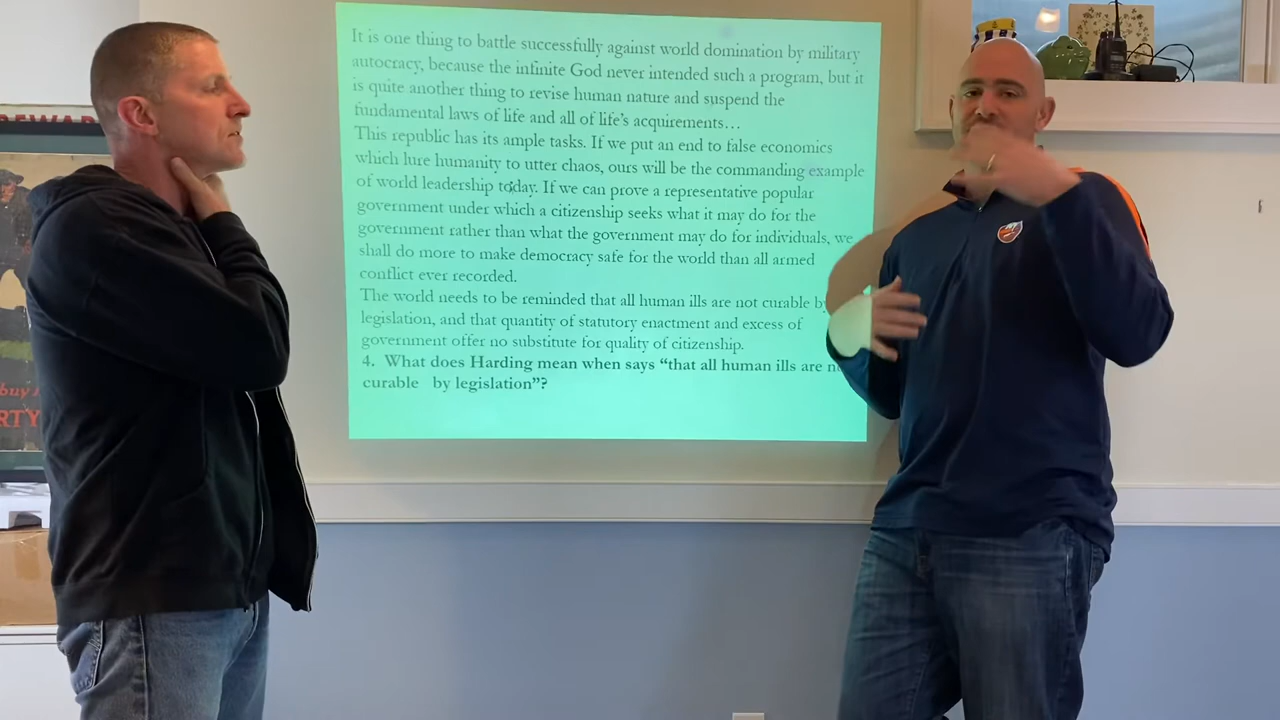 It is one thing to battle successfully against world domination by military
autocracy, because the infinite God never intended such a program, but it
is quite another thing to revise human nature and suspend the
fundamental laws of life and all of life's acquirements…
This republic has its ample tasks. If we put an end to false economics
which lure humanity to utter chaos, ours will be the commanding example
of world leadership today. If we can prove a representative popular
government under which a citizenship seeks what it may do for the
government rather than what the government may do for individuals, we
shall do more to make democracy safe for the world than all armed
conflict ever recorded.
The world needs to be reminded that all human ills are not curable by
legislation, and that quantity of statutory enactment and excess of
government offer no substitute for quality of citizenship.
4. What does Harding mean when says “that all human ills are
curable by legislation”?
buy
RTY